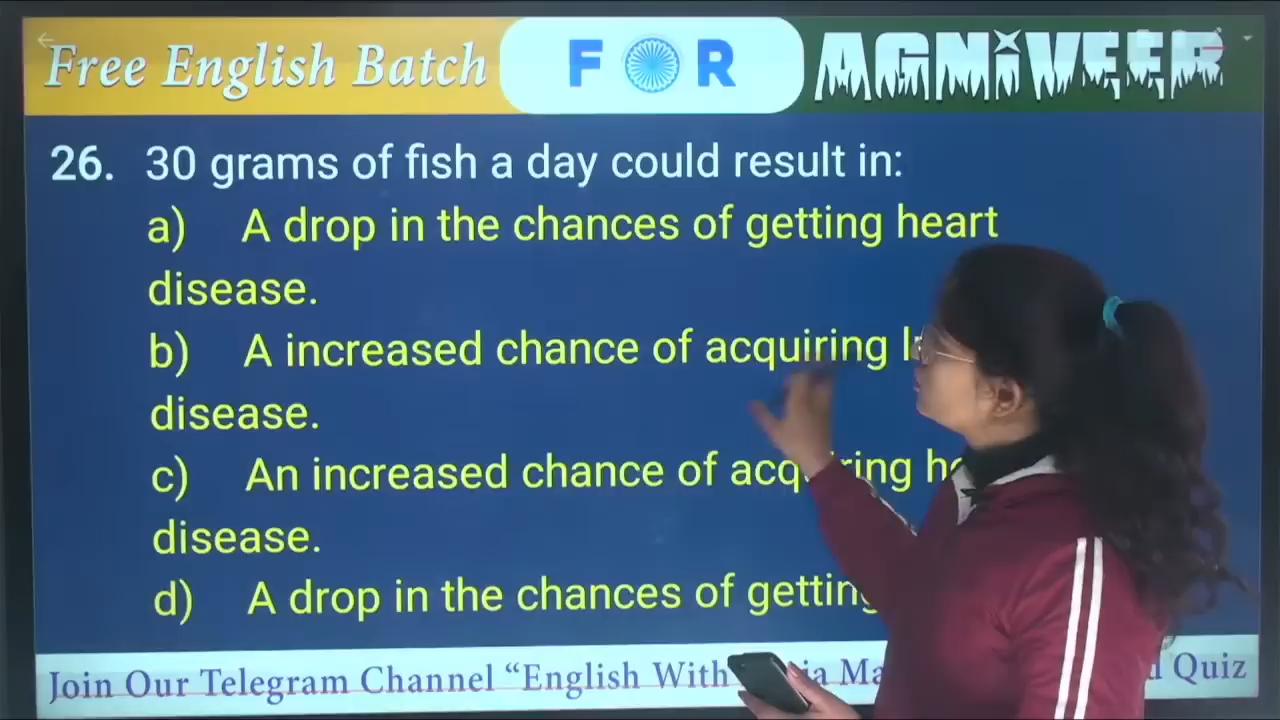 Free English Batch
F R
AGNiVEER
26. 30 grams of fish a day could result in:
a) A drop in the chances of getting heart
disease.
b) A increased chance of acquiring
disease.
c) An increased chance of
disease.
d) A drop in the chances of getting
Join Our Telegram Channel “English With Quiz